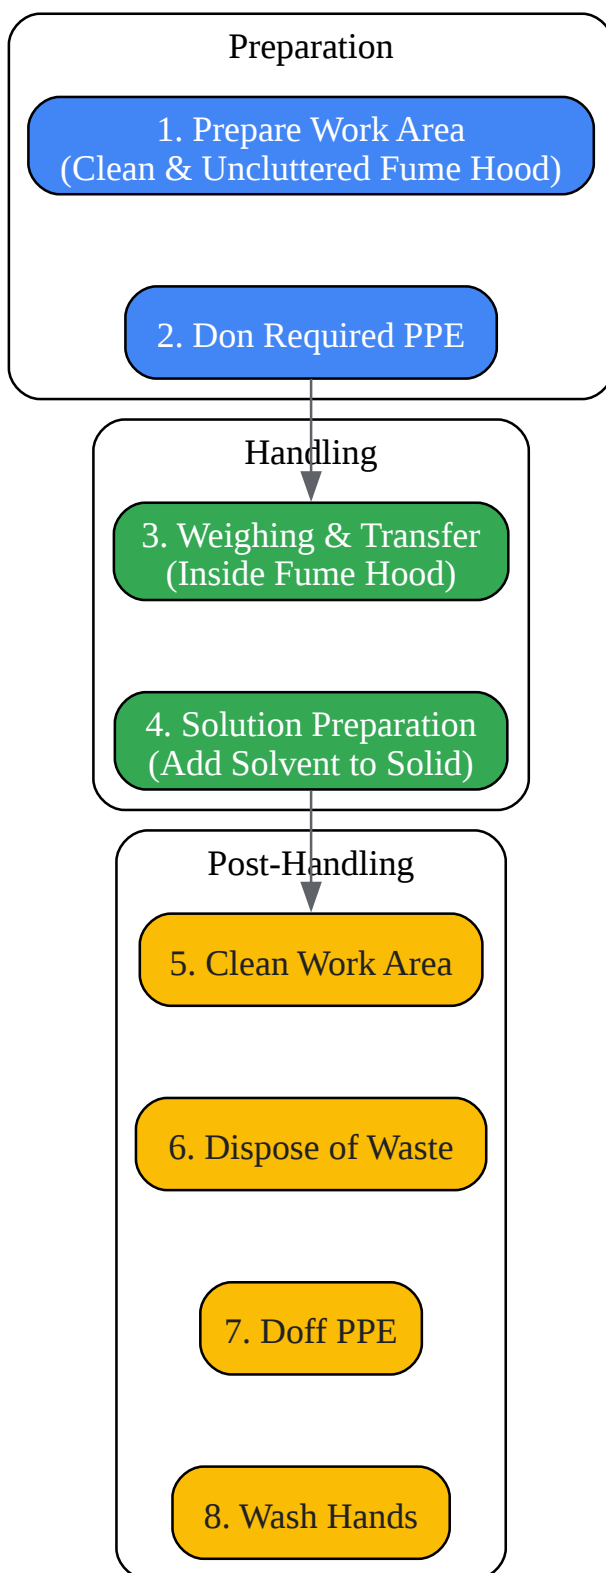 Preparation
1. Prepare Work Area
(Clean & Uncluttered Fume Hood)
2. Don Required PPE
Handling
3. Weighing & Transfer
(Inside Fume Hood)
4. Solution Preparation
(Add Solvent to Solid)
Post-Handling
5. Clean Work Area
6. Dispose of Waste
7. Doff PPE
8. Wash Hands